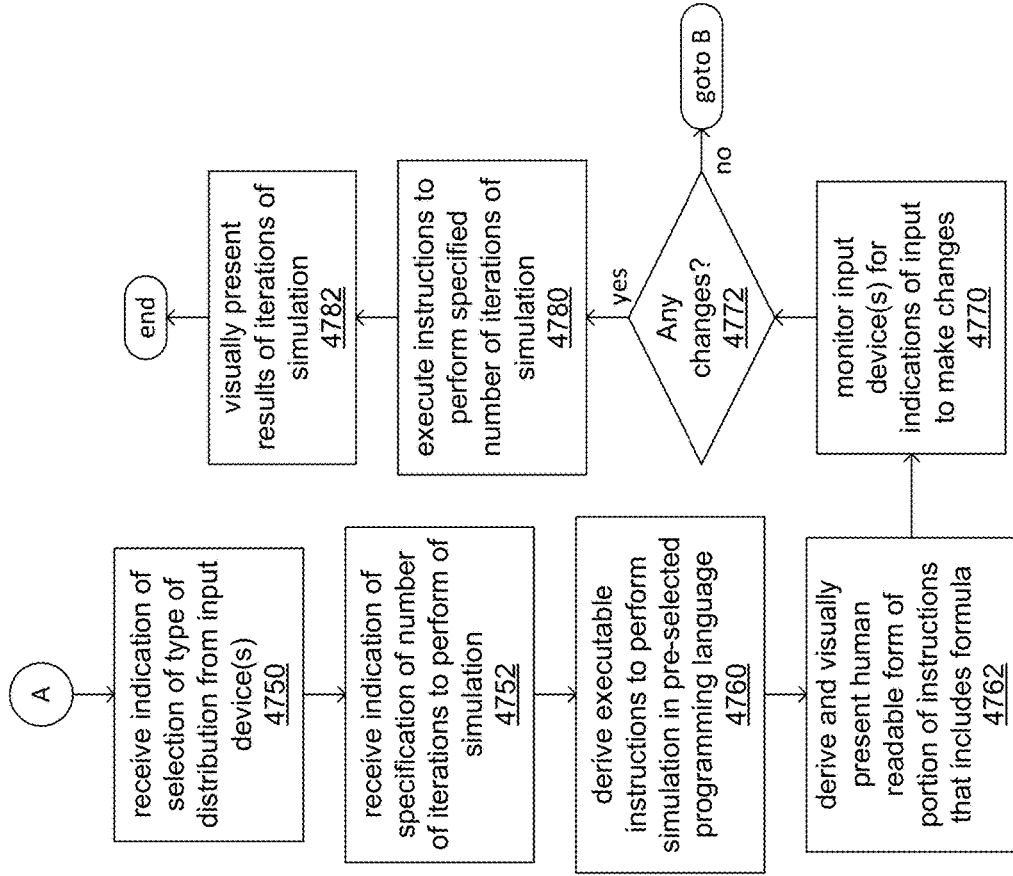 A
receive indication of
selection of type of
distribution from input
device(s)
4750
receive indication of
specification of number
of iterations to perform of
simulation
4752
derive executable
instructions to perform
simulation in pre-selected
programming language
4760
derive and visually
present human
readable form of
portion of instructions
that includes formula
4762
monitor input
device(s) for
indications of input
to make changes
4770
Any
changes?
4772
no
goto B
yes
execute instructions to
perform specified
number of iterations of
simulation
4780
visually present
results of iterations of
simulation
4782
end